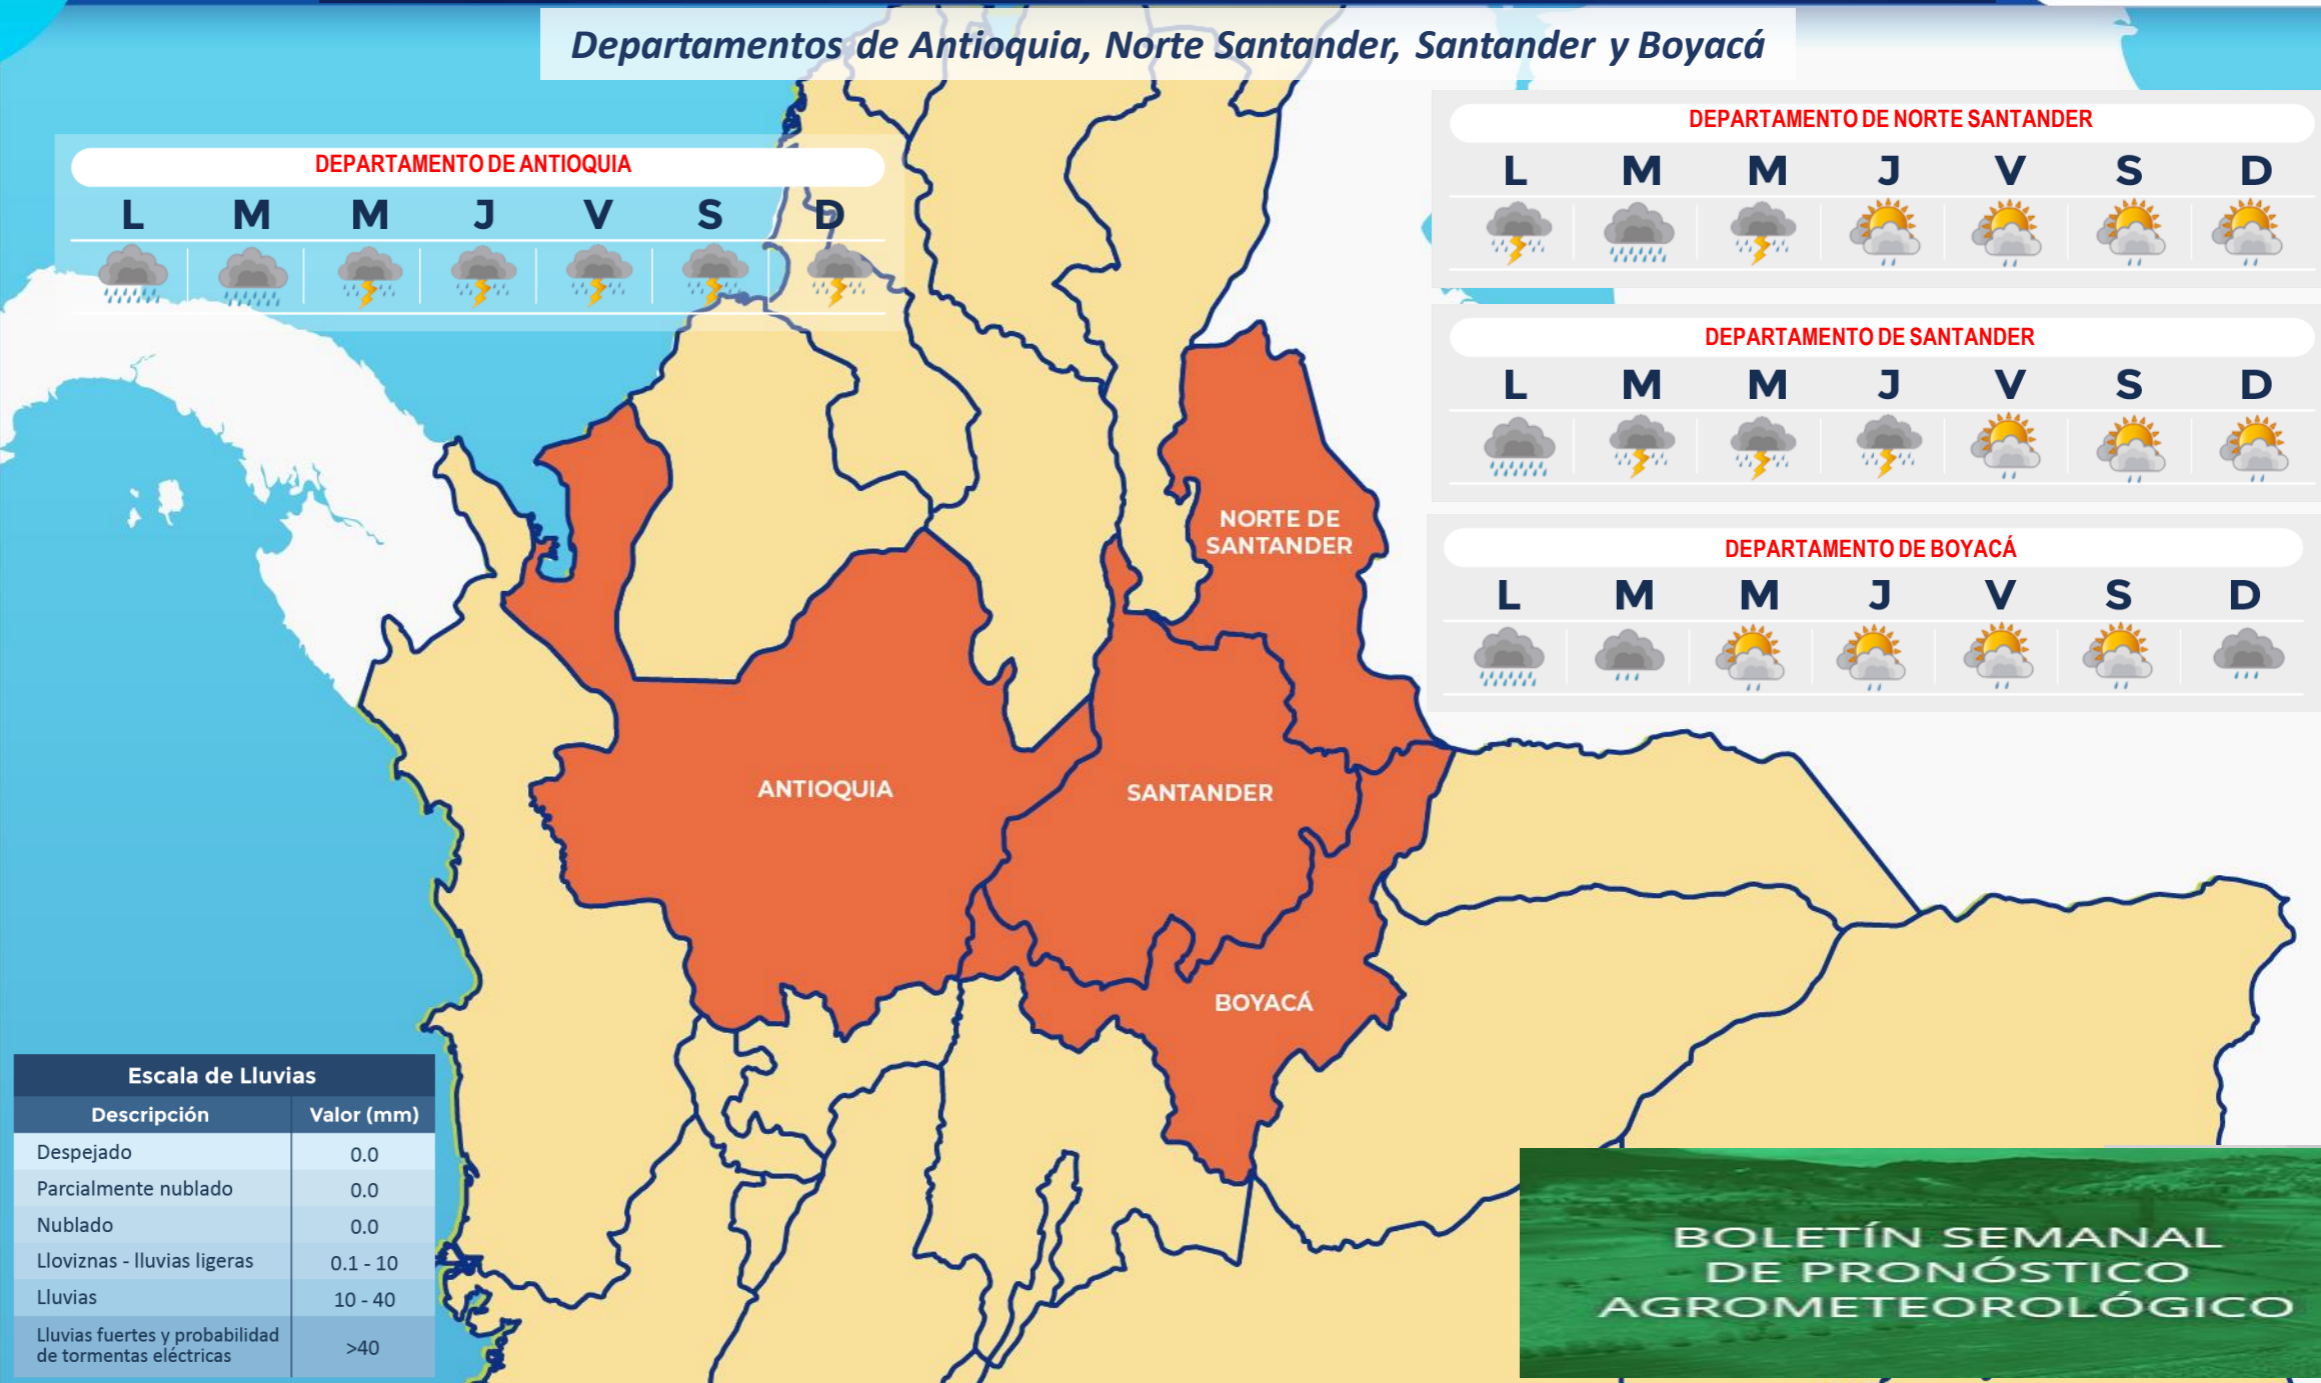 Departamentos de Antioquia, Norte Santander, Santander y Boyacá
DEPARTAMENTO DE ANTIOQUIA
L M M J V S D
DEPARTAMENTO DE NORTE SANTANDER
L M M J V S D
DEPARTAMENTO DE SANTANDER
L M M J V S D
DEPARTAMENTO DE BOYACÁ
L M M J V S D
NORTE DE
SANTANDER
ANTIOQUIA
SANTANDER
BOYACÁ
Escala de Lluvias
Descripción Valor (mm)
Despejado 0.0
Parcialmente nublado 0.0
Nublado 0.0
Lloviznas - lluvias ligeras 0.1 - 10
Lluvias 10 - 40
Lluvias fuertes y probabilidad
de tormentas eléctricas >40
BOLETÍN SEMANAL
DE PRONÓSTICO
AGROMETEOROLÓGICO